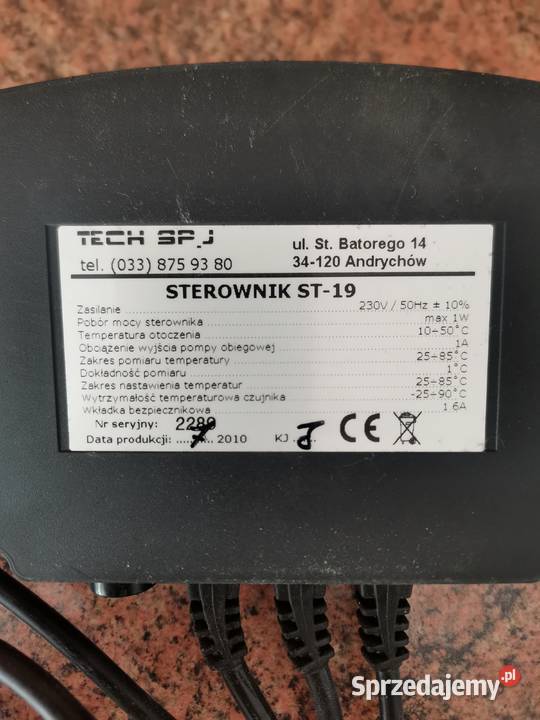 TECH SP.J
tel. (033) 875 93 80
ul. St. Batorego 14
34-120 Andrychów
STEROWNIK ST-19
Zasilanie 230V / 50Hz ± 10%
Pobór mocy sterownika max 1W
Temperatura otoczenia 10÷50°C
Obciążenie wyjścia pompy obiegowej 1A
Zakres pomiaru temperatury 25÷85°C
Dokładność pomiaru 1°C
Zakres nastawienia temperatur 25÷85°C
Wytrzymałość temperaturowa czujnika -25÷90°C
Wkładka bezpiecznikowa 1.6A
Nr seryjny: 2289
Data produkcji: ....7... 2010 KJ ......
CE
Sprzedajemy.pl